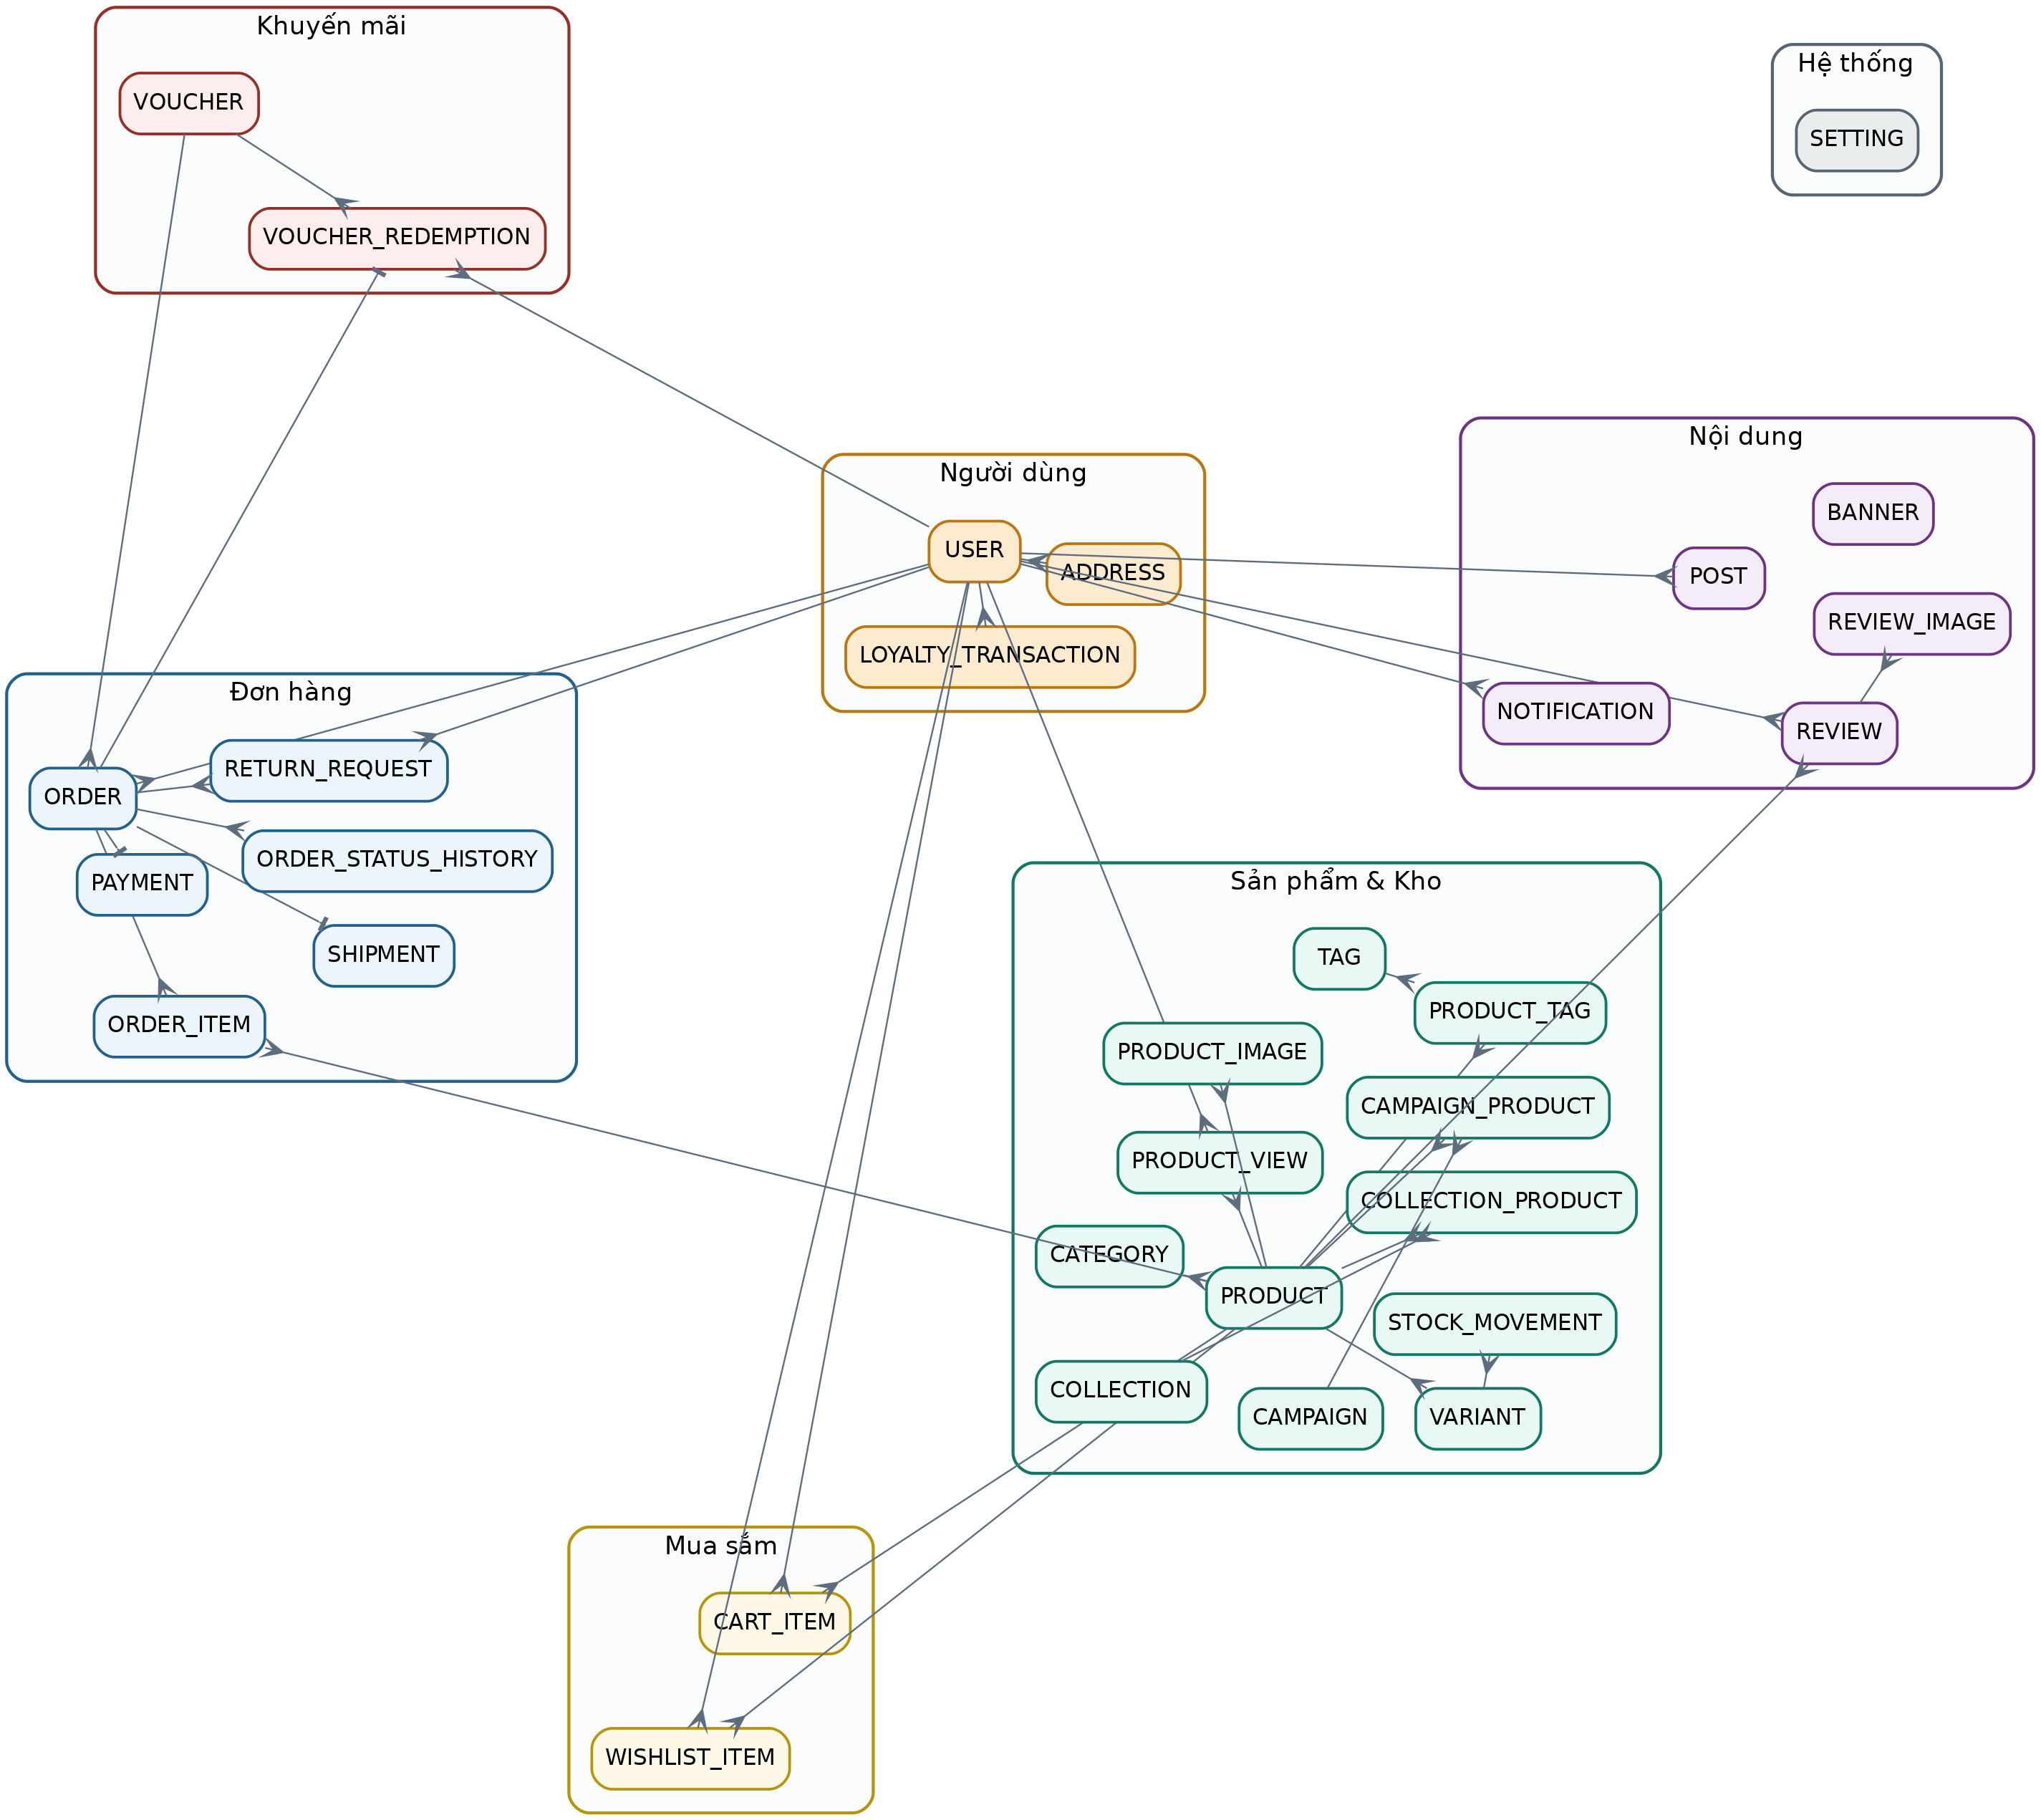 Khuyến mãi
VOUCHER
VOUCHER_REDEMPTION
Hệ thống
SETTING
Người dùng
USER
ADDRESS
LOYALTY_TRANSACTION
Nội dung
BANNER
POST
REVIEW_IMAGE
NOTIFICATION
REVIEW
Đơn hàng
RETURN_REQUEST
ORDER
ORDER_STATUS_HISTORY
PAYMENT
SHIPMENT
ORDER_ITEM
Sản phẩm & Kho
TAG
PRODUCT_TAG
PRODUCT_IMAGE
CAMPAIGN_PRODUCT
PRODUCT_VIEW
COLLECTION_PRODUCT
CATEGORY
PRODUCT
STOCK_MOVEMENT
COLLECTION
CAMPAIGN
VARIANT
Mua sắm
CART_ITEM
WISHLIST_ITEM